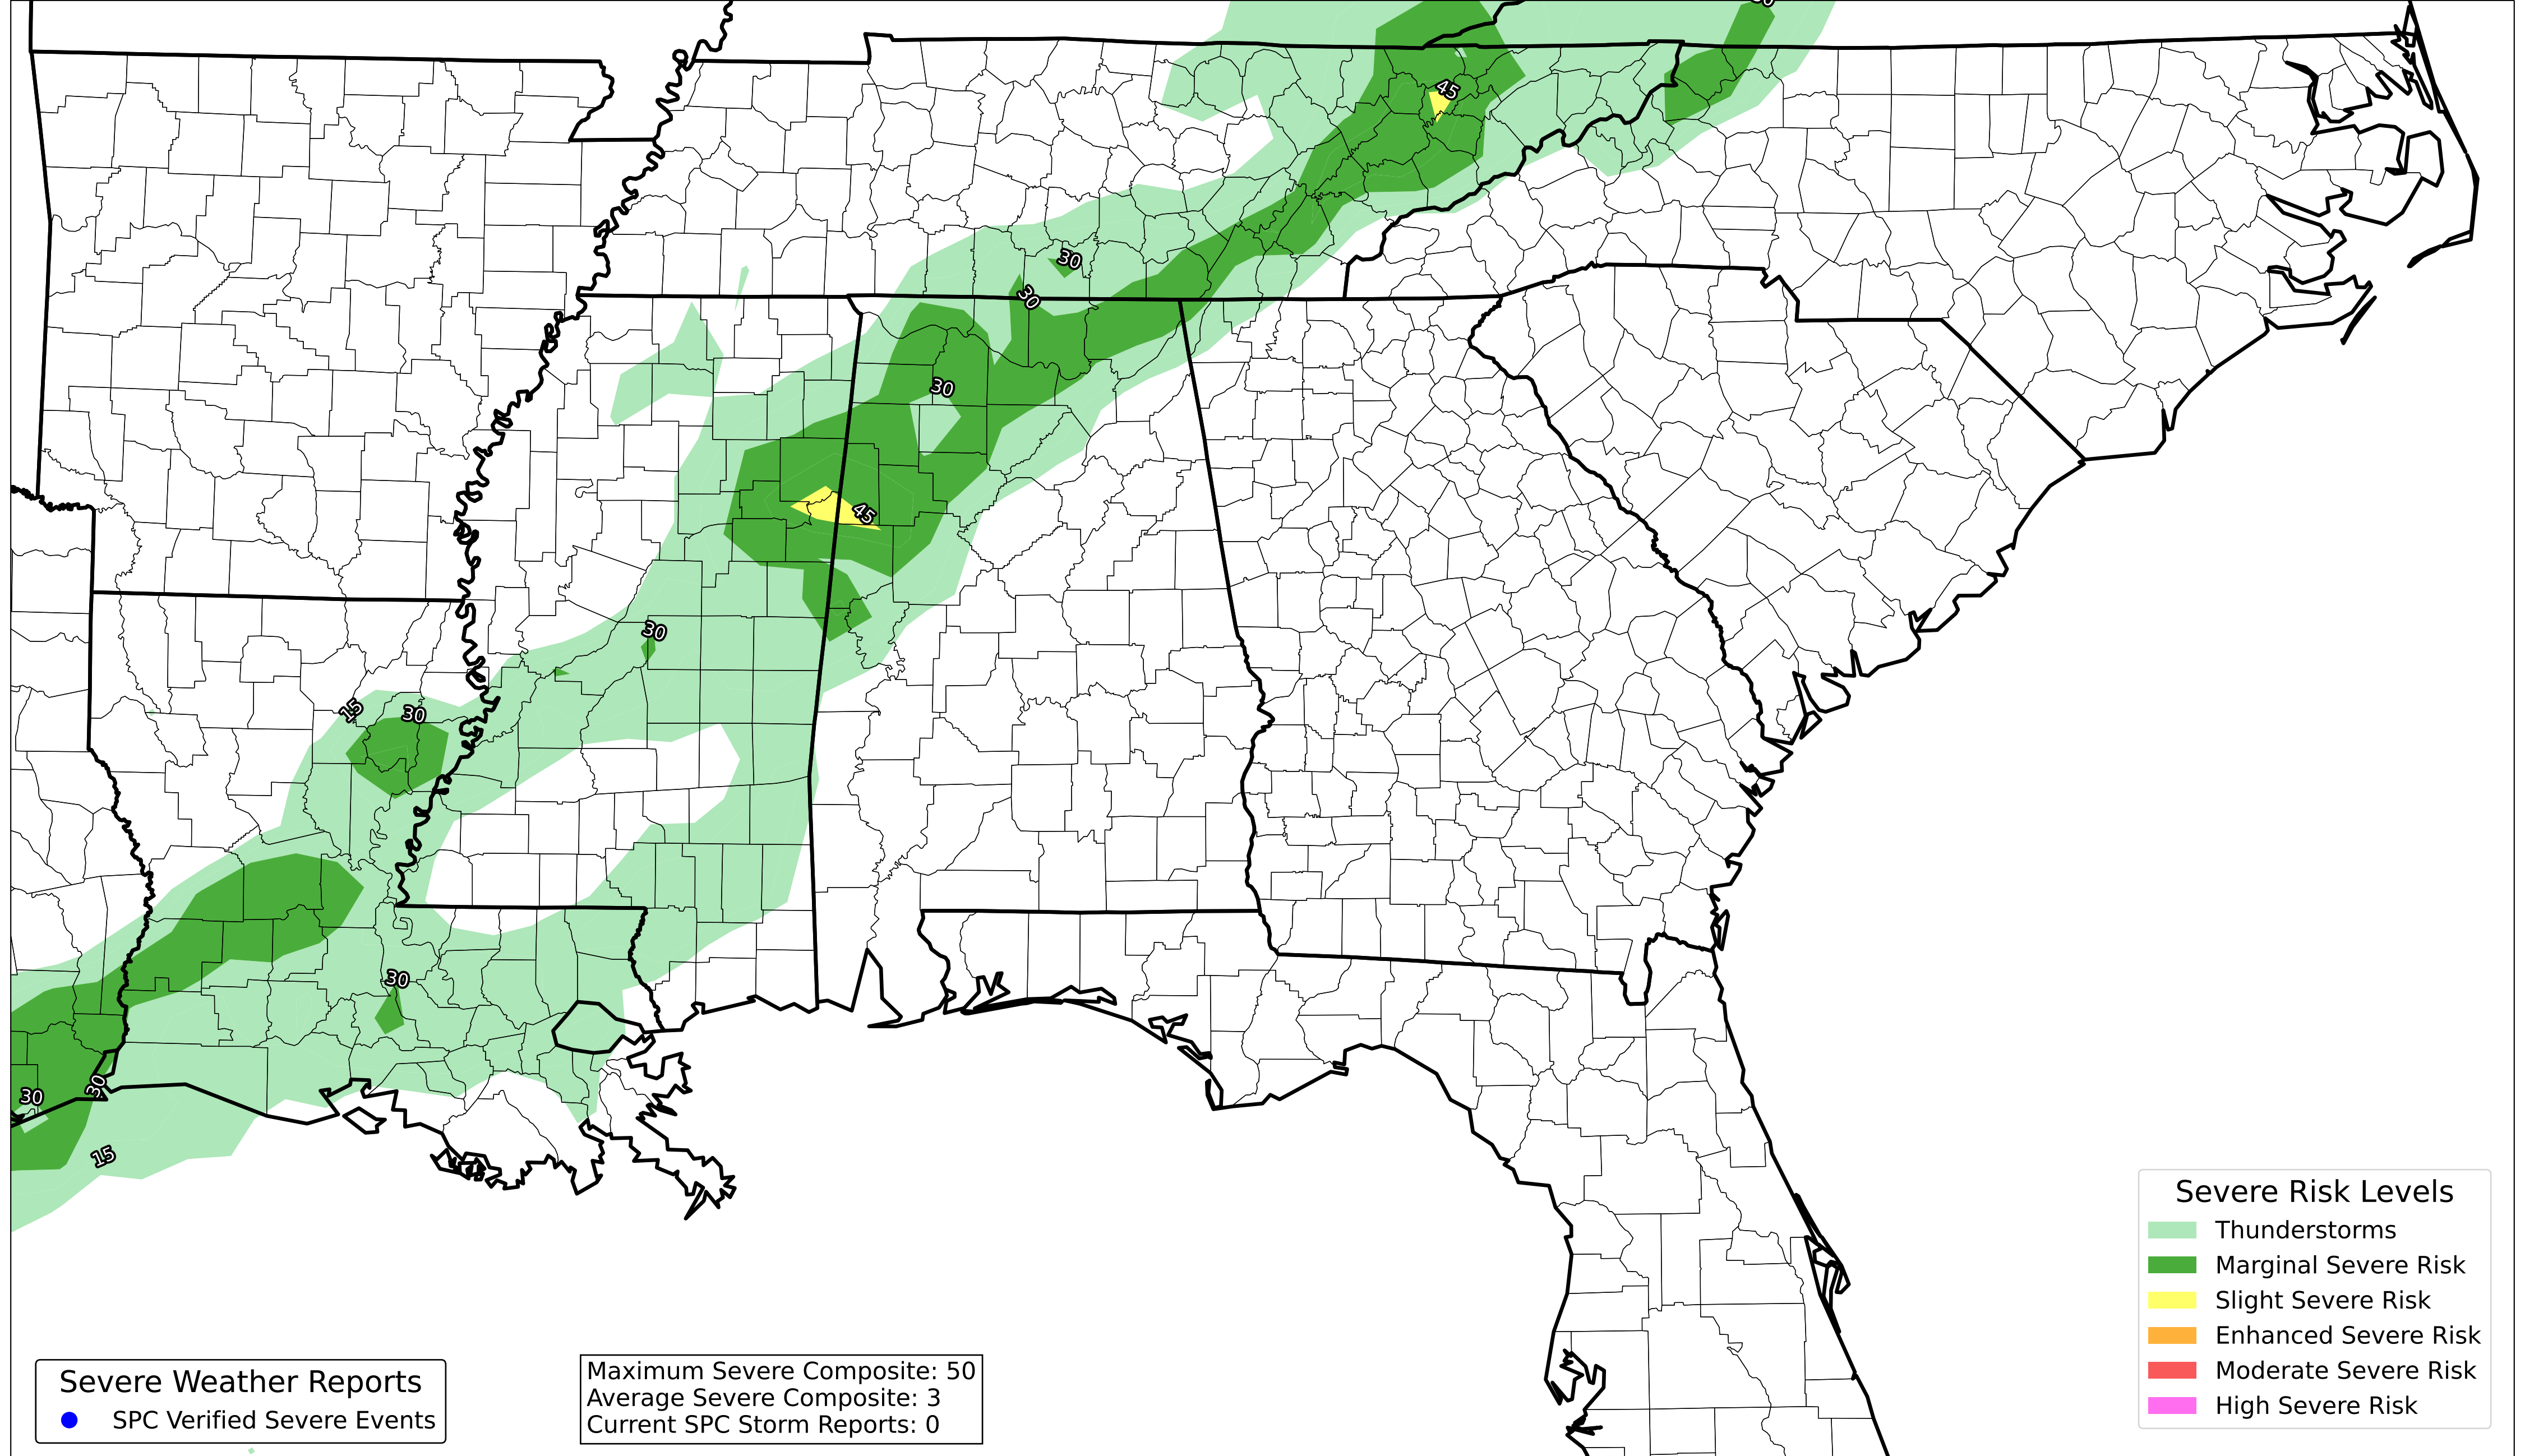 30
45
30
30
30
45
30
15
30
30
30
30
15
Severe Risk Levels
Thunderstorms
Marginal Severe Risk
Slight Severe Risk
Enhanced Severe Risk
Moderate Severe Risk
High Severe Risk
Severe Weather Reports
SPC Verified Severe Events
Maximum Severe Composite: 50
Average Severe Composite: 3
Current SPC Storm Reports: 0